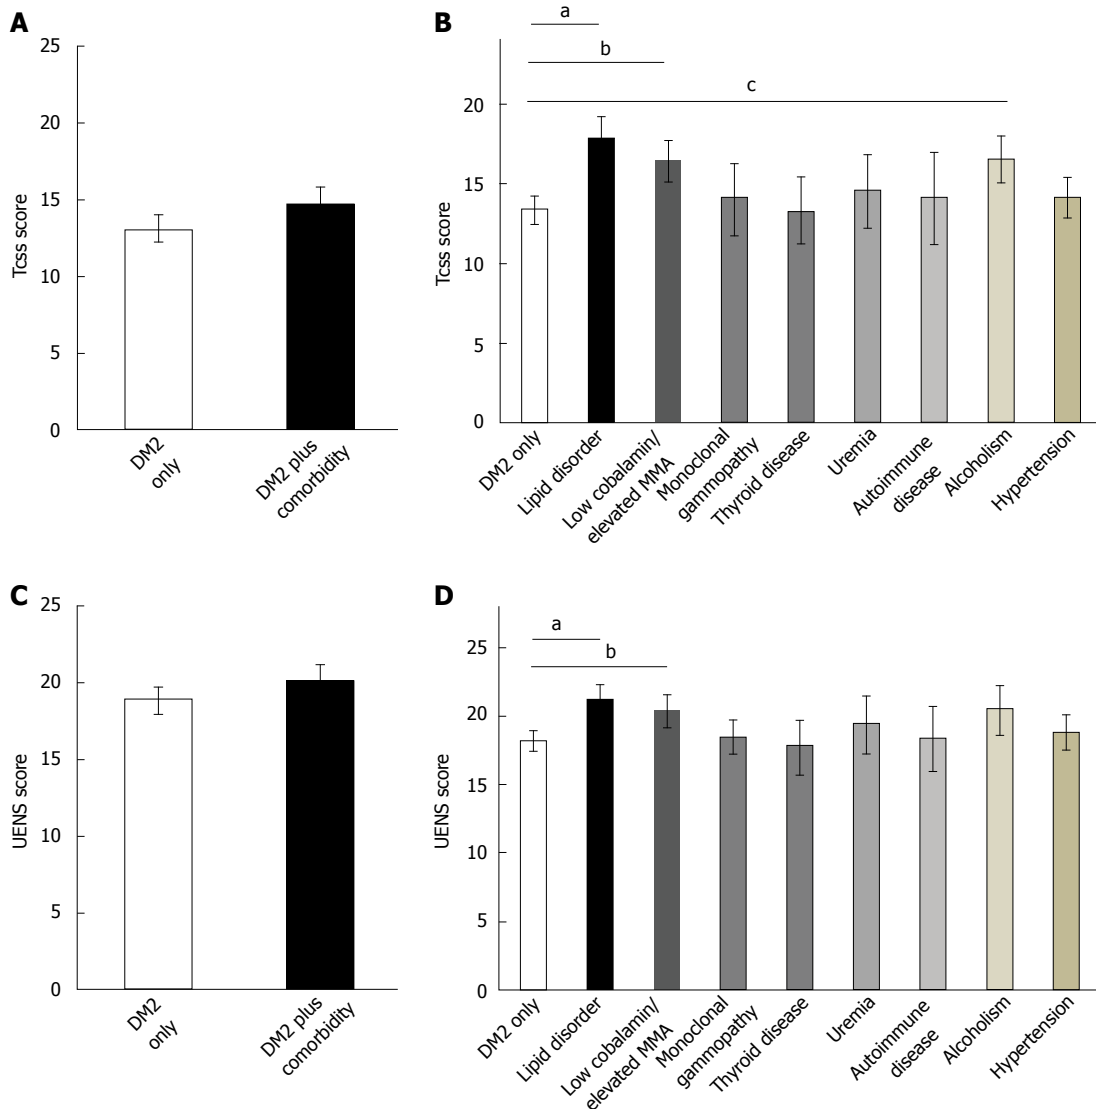 A
25
20
15
10
5
0
Tcss score
DM2
only
DM2 plus
comorbidity
B
a
b
c
20
15
10
5
0
Tcss score
DM2 only
Lipid disorder
Low cobalamin/
elevated MMA
Monoclonal
gammopathy
Thyroid disease
Uremia
Autoimmune
disease
Alcoholism
Hypertension
C
25
20
15
10
5
0
UENS score
DM2
only
DM2 plus
comorbidity
D
a
b
25
20
15
10
5
0
UENS score
DM2 only
Lipid disorder
Low cobalamin/
elevated MMA
Monoclonal
gammopathy
Thyroid disease
Uremia
Autoimmune
disease
Alcoholism
Hypertension